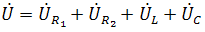 U̇ = U̇_{R_1} + U̇_{R_2} + U̇_L + U̇_C